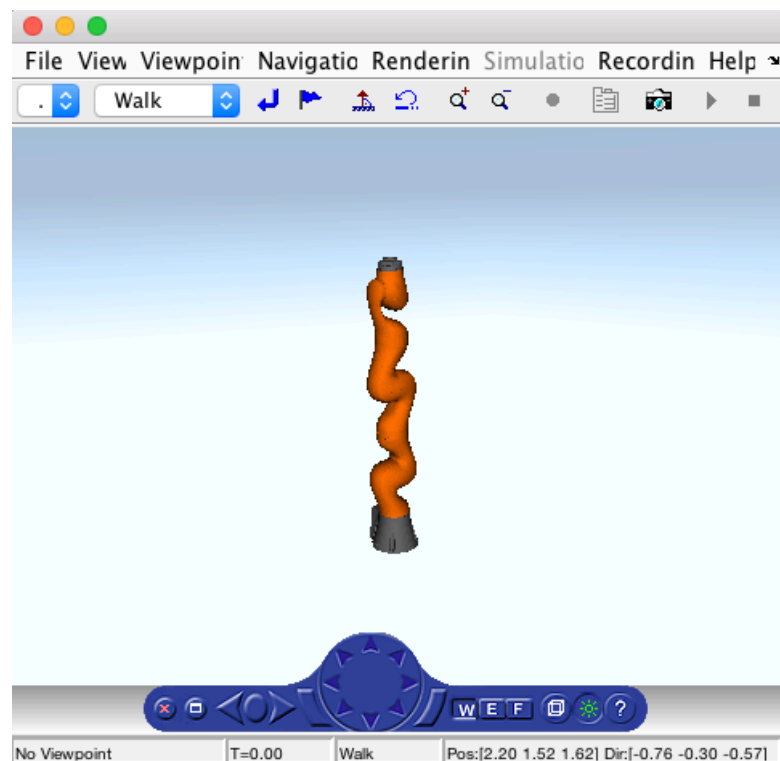 File View Viewpoin Navigatio Renderin Simulatio Recordin Help
. Walk
W E F ?
No Viewpoint T=0.00 Walk Pos:[2.20 1.52 1.62] Dir:[-0.76 -0.30 -0.57]